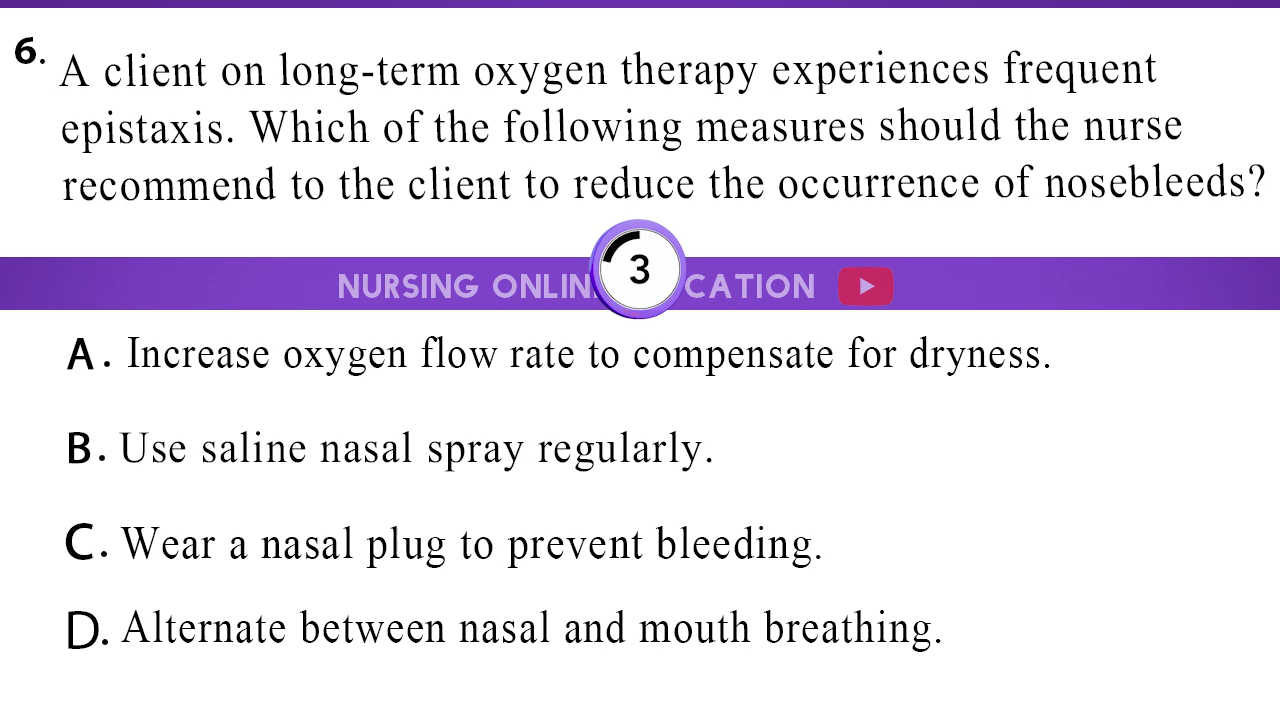 6. A client on long-term oxygen therapy experiences frequent
epistaxis. Which of the following measures should the nurse
recommend to the client to reduce the occurrence of nosebleeds?
NURSING 3
A. Increase oxygen flow rate to compensate for dryness.
B. Use saline nasal spray regularly.
C. Wear a nasal plug to prevent bleeding.
D. Alternate between nasal and mouth breathing.